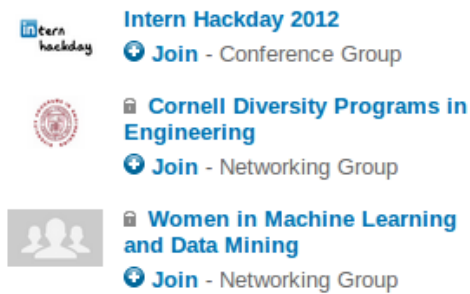 intern
hackday
Intern Hackday 2012
Join - Conference Group
Cornell Diversity Programs in
Engineering
Join - Networking Group
Women in Machine Learning
and Data Mining
Join - Networking Group